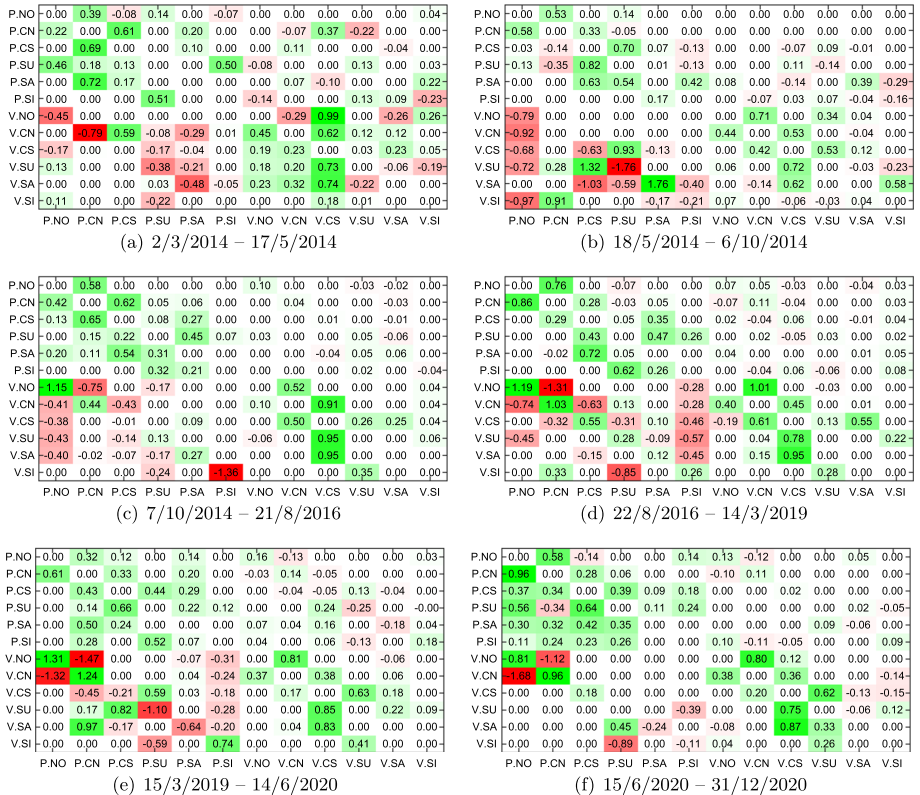 P.NO 0.00 0.39 -0.08 0.14 0.00 -0.07 0.00 0.00 0.00 0.00 0.00 0.04
P.CN 0.22 0.00 0.61 0.00 0.20 0.00 0.00 -0.07 0.37 -0.22 0.00 0.00
P.CS 0.00 0.69 0.00 0.00 0.10 0.00 0.00 0.11 0.00 0.00 -0.04 0.00
P.SU 0.46 0.18 0.13 0.00 0.00 0.50 -0.08 0.00 0.00 0.13 0.00 0.03
P.SA 0.00 0.72 0.17 0.00 0.00 0.00 0.00 0.07 -0.10 0.00 0.00 0.22
P.SI 0.00 0.00 0.00 0.51 0.00 0.00 -0.14 0.00 0.00 0.13 0.09 -0.23
V.NO -0.45 0.00 0.00 0.00 0.00 0.00 0.00 -0.29 0.99 0.00 -0.26 0.26
V.CN 0.00 -0.79 0.59 -0.08 -0.29 0.01 0.45 0.00 0.62 0.12 0.12 0.00
V.CS -0.17 0.00 0.00 -0.17 -0.04 0.00 0.19 0.23 0.00 0.00 0.23 0.05
V.SU 0.13 0.00 0.00 -0.38 -0.21 0.00 0.18 0.20 0.73 0.00 -0.06 -0.19
V.SA 0.00 0.00 0.00 0.03 -0.48 -0.05 0.23 0.32 0.74 -0.22 0.00 0.00
V.SI 0.11 0.00 0.00 -0.22 0.00 0.00 0.00 0.00 0.18 0.01 0.00 0.00
P.NO P.CN P.CS P.SU P.SA P.SI V.NO V.CN V.CS V.SU V.SA V.SI
(a) 2/3/2014 – 17/5/2014
P.NO 0.00 0.53 0.00 0.14 0.00 0.00 0.00 0.00 0.00 0.00 0.00 0.00
P.CN 0.58 0.00 0.33 -0.05 0.00 0.00 0.00 0.00 0.00 0.00 0.00 0.00
P.CS 0.03 -0.14 0.00 0.70 0.07 -0.13 0.00 0.00 -0.07 0.09 -0.01 0.00
P.SU 0.13 -0.35 0.82 0.00 0.01 -0.13 0.00 0.00 0.11 -0.14 0.00 0.00
P.SA 0.00 0.00 0.63 0.54 0.00 0.42 0.08 0.00 -0.14 0.00 0.39 -0.29
P.SI 0.00 0.00 0.00 0.00 0.17 0.00 0.00 -0.07 0.03 0.07 -0.04 -0.16
V.NO -0.79 0.00 0.00 0.00 0.00 0.00 0.00 0.71 0.00 0.34 0.04 0.00
V.CN -0.92 0.00 0.00 0.00 0.00 0.00 0.44 0.00 0.53 0.00 -0.04 0.00
V.CS -0.68 0.00 -0.63 0.93 -0.13 0.00 0.00 0.42 0.00 0.53 0.12 0.00
V.SU -0.72 0.28 1.32 -1.76 0.00 0.00 0.06 0.00 0.72 0.00 -0.03 -0.23
V.SA 0.00 0.00 -1.03 -0.59 1.76 -0.40 0.00 -0.14 0.62 0.00 0.00 0.58
V.SI -0.97 0.91 0.00 0.00 -0.17 -0.21 0.07 0.00 -0.06 -0.03 0.04 0.00
P.NO P.CN P.CS P.SU P.SA P.SI V.NO V.CN V.CS V.SU V.SA V.SI
(b) 18/5/2014 – 6/10/2014
P.NO 0.00 0.58 0.00 0.00 0.00 0.00 0.10 0.00 0.00 -0.03 -0.02 0.00
P.CN 0.42 0.00 0.62 0.05 0.06 0.00 0.00 0.04 0.00 0.00 -0.03 0.00
P.CS 0.13 0.65 0.00 0.08 0.27 0.00 0.00 0.00 0.01 0.00 -0.01 0.00
P.SU 0.00 0.15 0.22 0.00 0.45 0.07 0.03 0.00 0.00 0.05 -0.06 0.00
P.SA 0.20 0.11 0.54 0.31 0.00 0.00 0.00 0.00 -0.04 0.05 0.06 0.00
P.SI 0.00 0.00 0.00 0.32 0.21 0.00 0.00 0.00 0.00 0.02 0.00 -0.04
V.NO 1.15 -0.75 0.00 -0.17 0.00 0.00 0.00 0.52 0.00 0.00 0.00 0.04
V.CN -0.41 0.44 -0.43 0.00 0.00 0.00 0.10 0.00 0.91 0.00 0.00 0.04
V.CS -0.38 0.00 -0.01 0.00 0.09 0.00 0.00 0.50 0.00 0.26 0.25 0.04
V.SU -0.43 0.00 -0.14 0.13 0.00 0.00 -0.06 0.00 0.95 0.00 0.00 0.06
V.SA -0.40 -0.02 -0.07 -0.17 0.27 0.00 0.00 0.00 0.95 0.00 0.00 0.00
V.SI 0.00 0.00 0.00 -0.24 0.00 -1.36 0.00 0.00 0.00 0.35 0.00 0.00
P.NO P.CN P.CS P.SU P.SA P.SI V.NO V.CN V.CS V.SU V.SA V.SI
(c) 7/10/2014 – 21/8/2016
P.NO 0.00 0.76 0.00 -0.07 0.00 0.00 0.07 0.05 -0.03 0.00 -0.04 0.03
P.CN 0.86 0.00 0.28 -0.03 0.05 0.00 -0.07 0.11 -0.04 0.00 0.00 0.03
P.CS 0.00 0.29 0.00 0.05 0.35 0.00 0.02 -0.04 0.06 0.00 -0.01 0.04
P.SU 0.00 0.00 0.43 0.00 0.47 0.26 0.00 0.02 -0.05 0.00 0.00 0.03
P.SA 0.00 -0.02 0.72 0.05 0.00 0.00 0.04 0.00 0.00 0.00 0.01 0.05
P.SI 0.00 0.00 0.00 0.62 0.26 0.00 0.00 -0.04 0.06 -0.06 0.00 0.08
V.NO 1.19 -1.31 0.00 0.00 0.00 -0.28 0.00 1.01 0.00 -0.03 0.00 0.00
V.CN -0.74 1.03 -0.63 0.13 0.00 -0.28 0.40 0.00 0.45 0.01 0.00 0.00
V.CS 0.00 -0.32 0.55 -0.31 0.10 -0.46 -0.19 0.61 0.00 0.13 0.55 0.00
V.SU -0.45 0.00 0.00 0.28 -0.09 -0.57 0.00 0.15 0.78 0.00 0.00 0.22
V.SA 0.00 0.00 -0.15 0.00 0.12 -0.45 0.00 0.15 0.95 0.00 0.00 0.00
V.SI 0.00 0.33 0.00 -0.85 0.00 0.26 0.00 0.00 0.00 0.28 0.00 0.00
P.NO P.CN P.CS P.SU P.SA P.SI V.NO V.CN V.CS V.SU V.SA V.SI
(d) 22/8/2016 – 14/3/2019
P.NO 0.00 0.32 0.12 0.00 0.14 0.00 0.16 -0.13 0.00 0.00 0.00 0.03
P.CN 0.61 0.00 0.33 0.00 0.20 0.00 -0.03 0.14 -0.05 0.00 0.00 0.00
P.CS 0.00 0.43 0.00 0.44 0.29 0.00 0.00 -0.04 -0.05 0.13 -0.04 0.00
P.SU 0.00 0.14 0.66 0.00 0.22 0.12 0.00 0.00 0.24 -0.25 0.00 -0.00
P.SA 0.00 0.50 0.24 0.00 0.00 0.00 0.07 0.04 0.16 0.00 -0.18 0.04
P.SI 0.00 0.28 0.00 0.52 0.07 0.00 0.04 0.00 0.06 -0.13 0.00 0.18
V.NO 1.31 -1.47 0.00 0.00 -0.07 -0.31 0.00 0.81 0.00 0.00 -0.06 0.00
V.CN -1.32 1.24 0.00 0.00 0.04 -0.24 0.37 0.00 0.38 0.00 0.06 0.00
V.CS 0.00 -0.45 -0.21 0.59 0.03 -0.18 0.00 0.17 0.00 0.63 0.18 0.00
V.SU 0.00 0.17 0.82 -1.10 0.00 -0.28 0.00 0.00 0.85 0.00 0.22 0.09
V.SA 0.00 0.97 -0.17 0.00 -0.64 -0.20 0.00 0.04 0.83 0.00 0.00 0.00
V.SI 0.00 0.00 0.00 -0.59 0.00 0.74 0.00 0.00 0.00 0.41 0.00 0.00
P.NO P.CN P.CS P.SU P.SA P.SI V.NO V.CN V.CS V.SU V.SA V.SI
(e) 15/3/2019 – 14/6/2020
P.NO 0.00 0.58 -0.14 0.00 0.00 0.14 0.13 -0.12 0.00 0.00 0.05 0.00
P.CN 0.96 0.00 0.28 0.06 0.00 0.00 -0.10 0.11 0.00 0.00 0.00 0.00
P.CS 0.37 0.34 0.00 0.39 0.09 0.18 0.00 0.00 0.00 0.00 0.00 0.00
P.SU 0.56 -0.34 0.64 0.00 0.11 0.24 0.00 0.00 0.00 0.00 0.00 -0.05
P.SA 0.30 0.32 0.42 0.35 0.00 0.00 0.00 0.00 0.00 0.09 -0.06 0.00
P.SI 0.11 0.24 0.23 0.26 0.00 0.00 0.10 -0.11 -0.05 0.00 0.00 0.09
V.NO 0.81 -1.12 0.00 0.00 0.00 0.00 0.00 0.80 0.12 0.00 0.00 0.00
V.CN -1.68 0.96 0.00 0.00 0.00 0.00 0.38 0.00 0.36 0.00 0.00 -0.14
V.CS 0.00 0.00 0.18 0.00 0.00 0.00 0.00 0.20 0.00 0.62 -0.13 -0.15
V.SU 0.00 0.00 0.00 0.00 0.00 -0.39 0.00 0.00 0.75 0.00 -0.06 0.12
V.SA 0.00 0.00 0.00 0.45 -0.24 0.00 -0.08 0.00 0.87 0.33 0.00 0.00
V.SI 0.00 0.00 0.00 -0.89 0.00 -0.11 0.04 0.00 0.00 0.26 0.00 0.00
P.NO P.CN P.CS P.SU P.SA P.SI V.NO V.CN V.CS V.SU V.SA V.SI
(f) 15/6/2020 – 31/12/2020